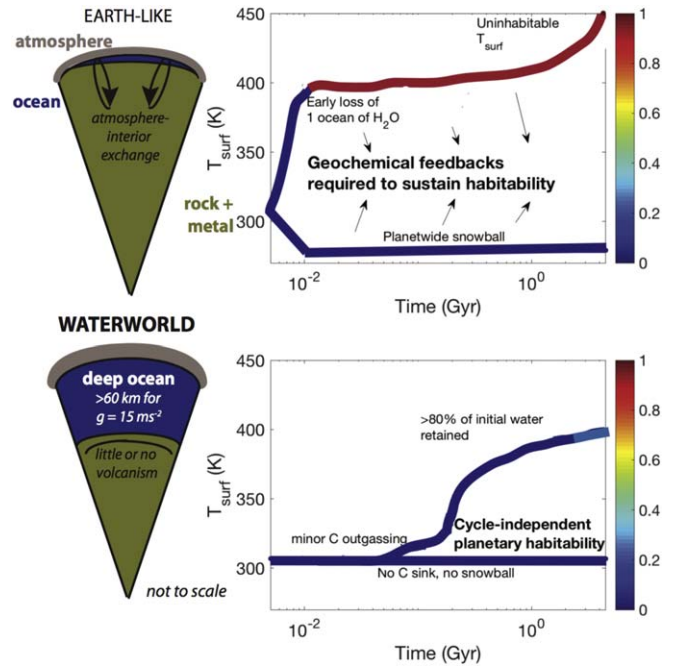 EARTH-LIKE
atmosphere
ocean
atmosphere-
interior
exchange
rock +
metal
450
400
350
300
T_surf (K)
Uninhabitable
T_surf
Early loss of
1 ocean of H₂O
Geochemical feedbacks
required to sustain habitability
Planetwide snowball
10⁻²
10⁰
Time (Gyr)
1
0.8
0.6
0.4
0.2
0
WATERWORLD
deep ocean
>60 km for
g = 15 ms⁻²
little or no
volcanism
not to scale
450
400
350
300
T_surf (K)
>80% of initial water
retained
minor C outgassing
Cycle-independent
planetary habitability
No C sink, no snowball
10⁻²
10⁰
Time (Gyr)
1
0.8
0.6
0.4
0.2
0